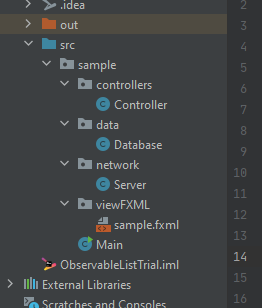 .idea
out
src
sample
controllers
Controller
data
Database
network
Server
viewFXML
sample.fxml
Main
ObservableListTrial.iml
External Libraries
Scratches and Consoles
2
3
4
5
6
7
8
9
10
11
12
13
14
15
16